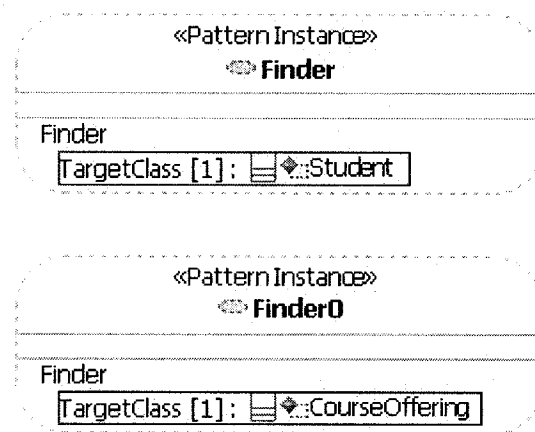 «Pattern Instance»
Finder
Finder
TargetClass [1] : ::Student
«Pattern Instance»
Finder0
Finder
TargetClass [1] : ::CourseOffering